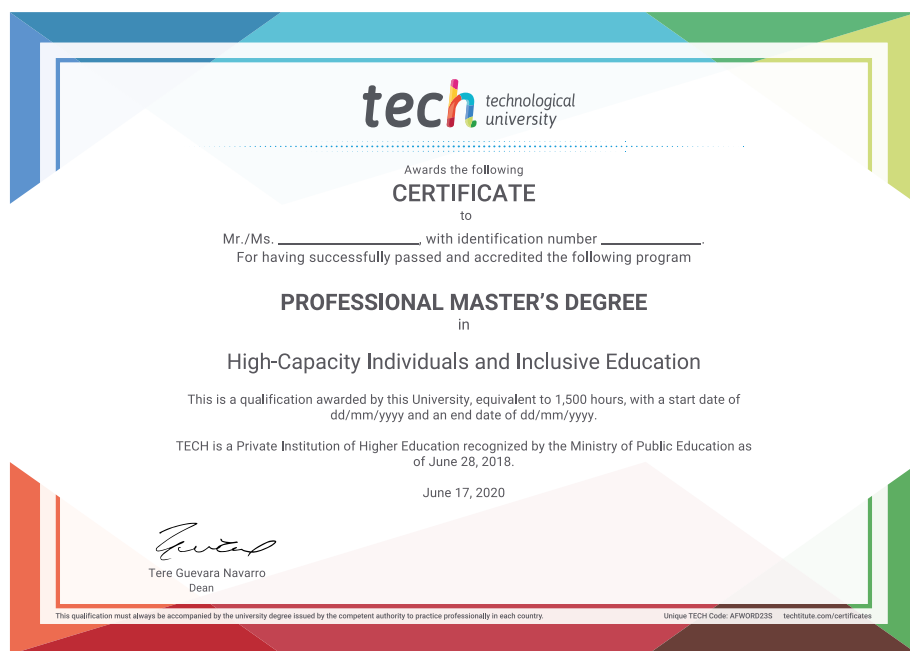 tech technological
university
Awards the following
CERTIFICATE
to
Mr./Ms. ____________________, with identification number ______________.
For having successfully passed and accredited the following program
PROFESSIONAL MASTER'S DEGREE
in
High-Capacity Individuals and Inclusive Education
This is a qualification awarded by this University, equivalent to 1,500 hours, with a start date of
dd/mm/yyyy and an end date of dd/mm/yyyy.
TECH is a Private Institution of Higher Education recognized by the Ministry of Public Education as
of June 28, 2018.
June 17, 2020
Tere Guevara Navarro
Dean
This qualification must always be accompanied by the university degree issued by the competent authority to practice professionally in each country.
Unique TECH Code: AFWORD23S techtitute.com/certificates